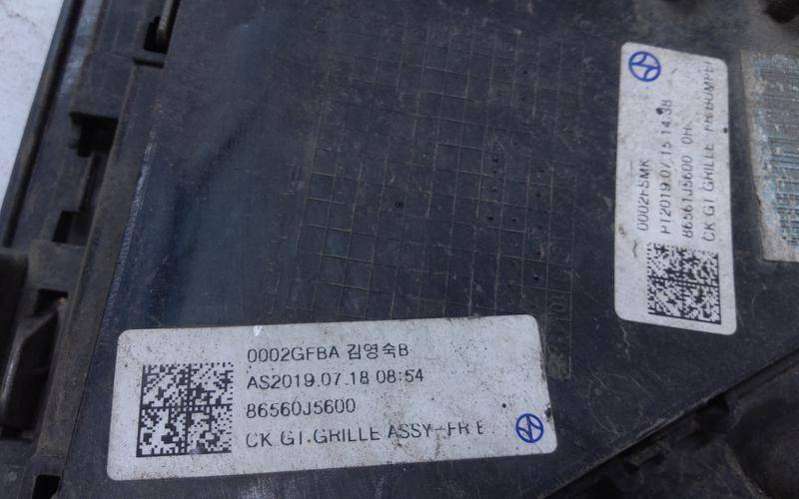 0002GFBA 김영숙B
AS2019.07.18 08:54
86560J5600
CK GT GRILLE ASSY-FR
0002FSMK
PT2019.07.15 14:38
86561J5600
CK GT GRILLE